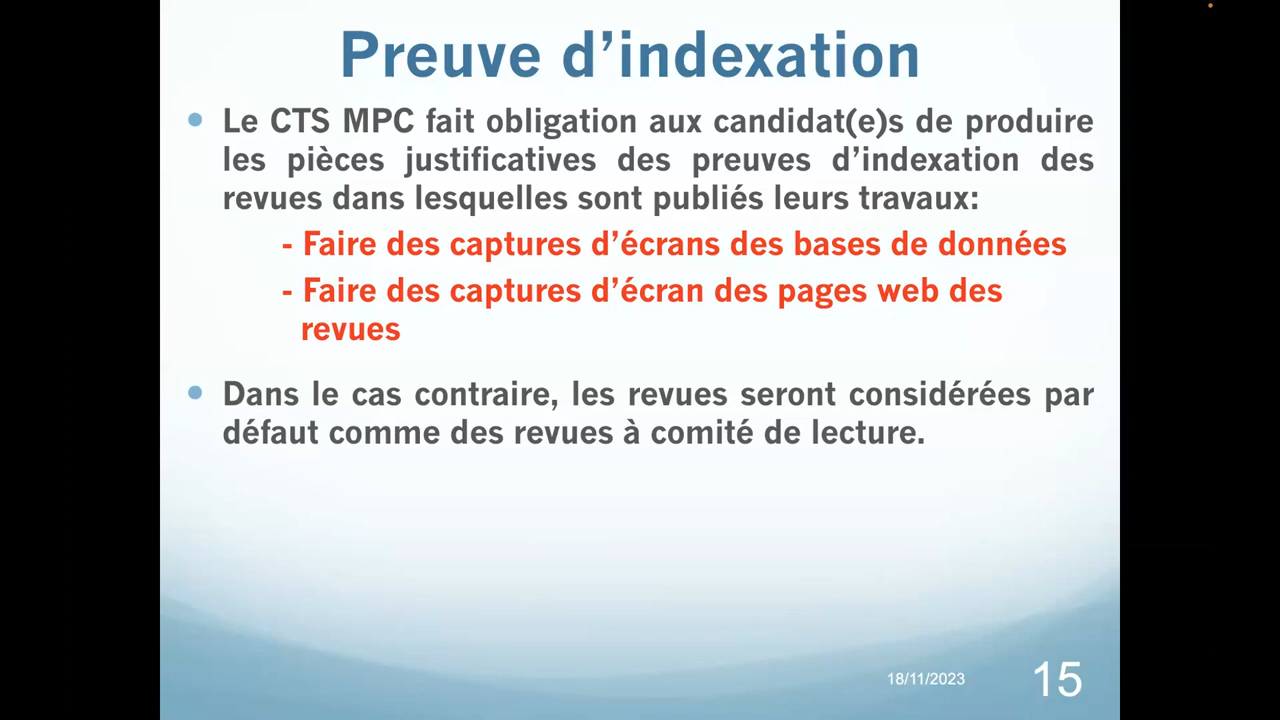 Preuve d’indexation
• Le CTS MPC fait obligation aux candidat(e)s de produire
les pièces justificatives des preuves d’indexation des
revues dans lesquelles sont publiés leurs travaux:
- Faire des captures d’écrans des bases de données
- Faire des captures d’écran des pages web des
revues
• Dans le cas contraire, les revues seront considérées par
défaut comme des revues à comité de lecture.
18/11/2023
15